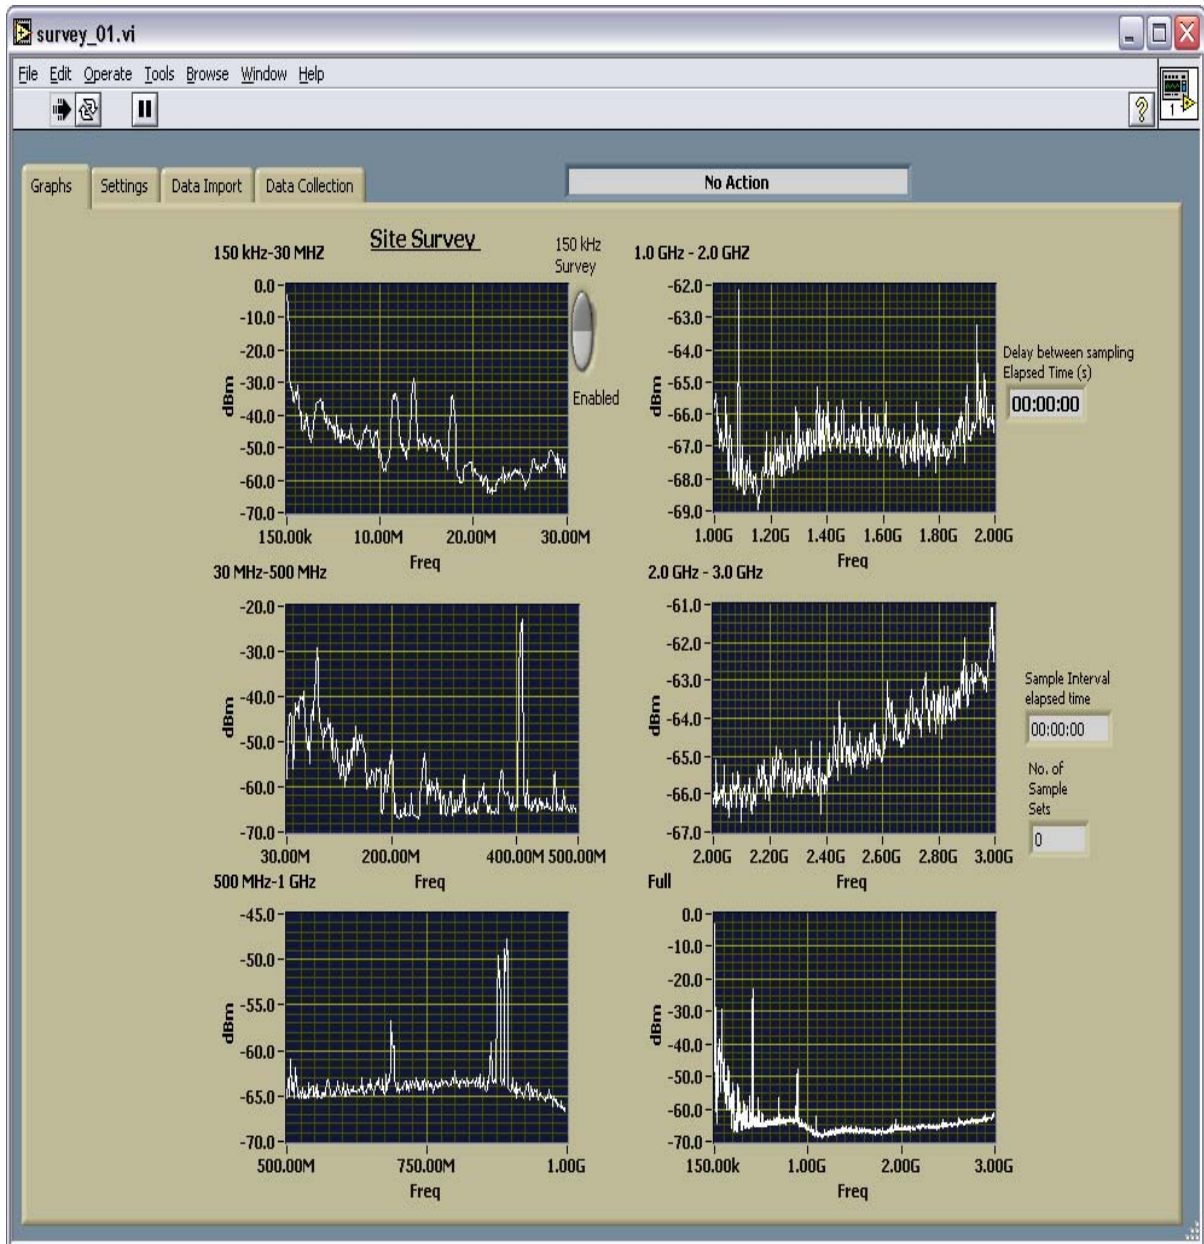 survey_01.vi
File Edit Operate Tools Browse Window Help
1
Graphs Settings Data Import Data Collection
No Action
Site Survey
150 kHz-30 MHZ
0.0
-10.0
-20.0
-30.0
-40.0
-50.0
-60.0
-70.0
dBm
150.00k 10.00M 20.00M 30.00M
Freq
150 kHz
Survey
Enabled
1.0 GHz - 2.0 GHZ
-62.0
-63.0
-64.0
-65.0
-66.0
-67.0
-68.0
-69.0
dBm
1.00G 1.20G 1.40G 1.60G 1.80G 2.00G
Freq
Delay between sampling
Elapsed Time (s)
00:00:00
30 MHz-500 MHz
-20.0
-30.0
-40.0
-50.0
-60.0
-70.0
dBm
30.00M 200.00M 400.00M 500.00M
Freq
2.0 GHz - 3.0 GHz
-61.0
-62.0
-63.0
-64.0
-65.0
-66.0
-67.0
dBm
2.00G 2.20G 2.40G 2.60G 2.80G 3.00G
Freq
Sample Interval
elapsed time
00:00:00
No. of
Sample
Sets
0
500 MHz-1 GHz
-45.0
-50.0
-55.0
-60.0
-65.0
-70.0
dBm
500.00M 750.00M 1.00G
Freq
Full
0.0
-10.0
-20.0
-30.0
-40.0
-50.0
-60.0
-70.0
dBm
150.00k 1.00G 2.00G 3.00G
Freq